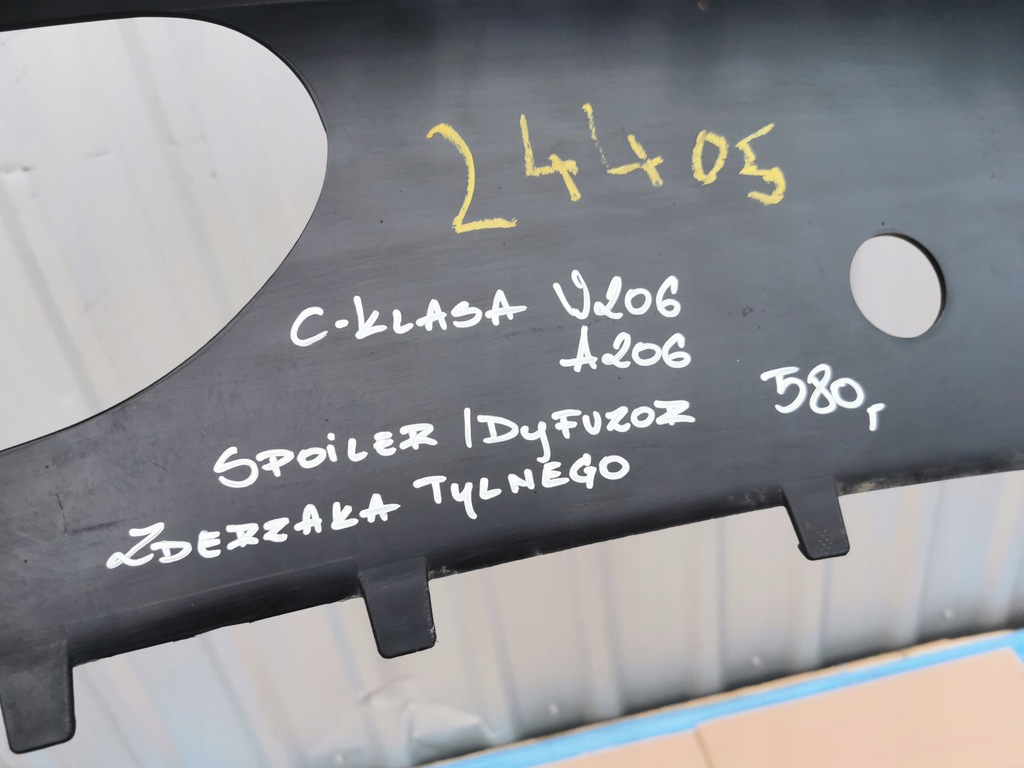 24405
C-KLASA V206
A206
580,-
SPOILER/DYFUZOR
ZDERZAKA TYLNEGO